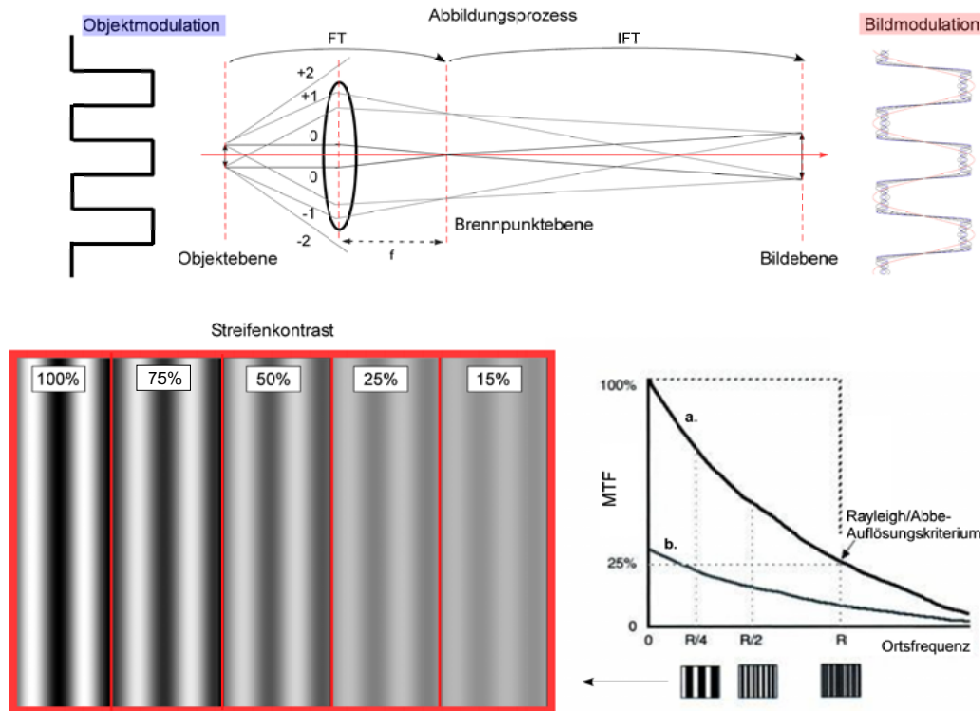 Objektmodulation
Abbildungsprozess
Bildmodulation
FT
IFT
+2
+1
0
0
-1
-2
f
Brennpunktebene
Objektebene
Bildebene
Streifenkontrast
100%
75%
50%
25%
15%
100%
a.
MTF
Rayleigh/Abbe-
Auflösungskriterium
b.
25%
0
0
R/4
R/2
R
Ortsfrequenz